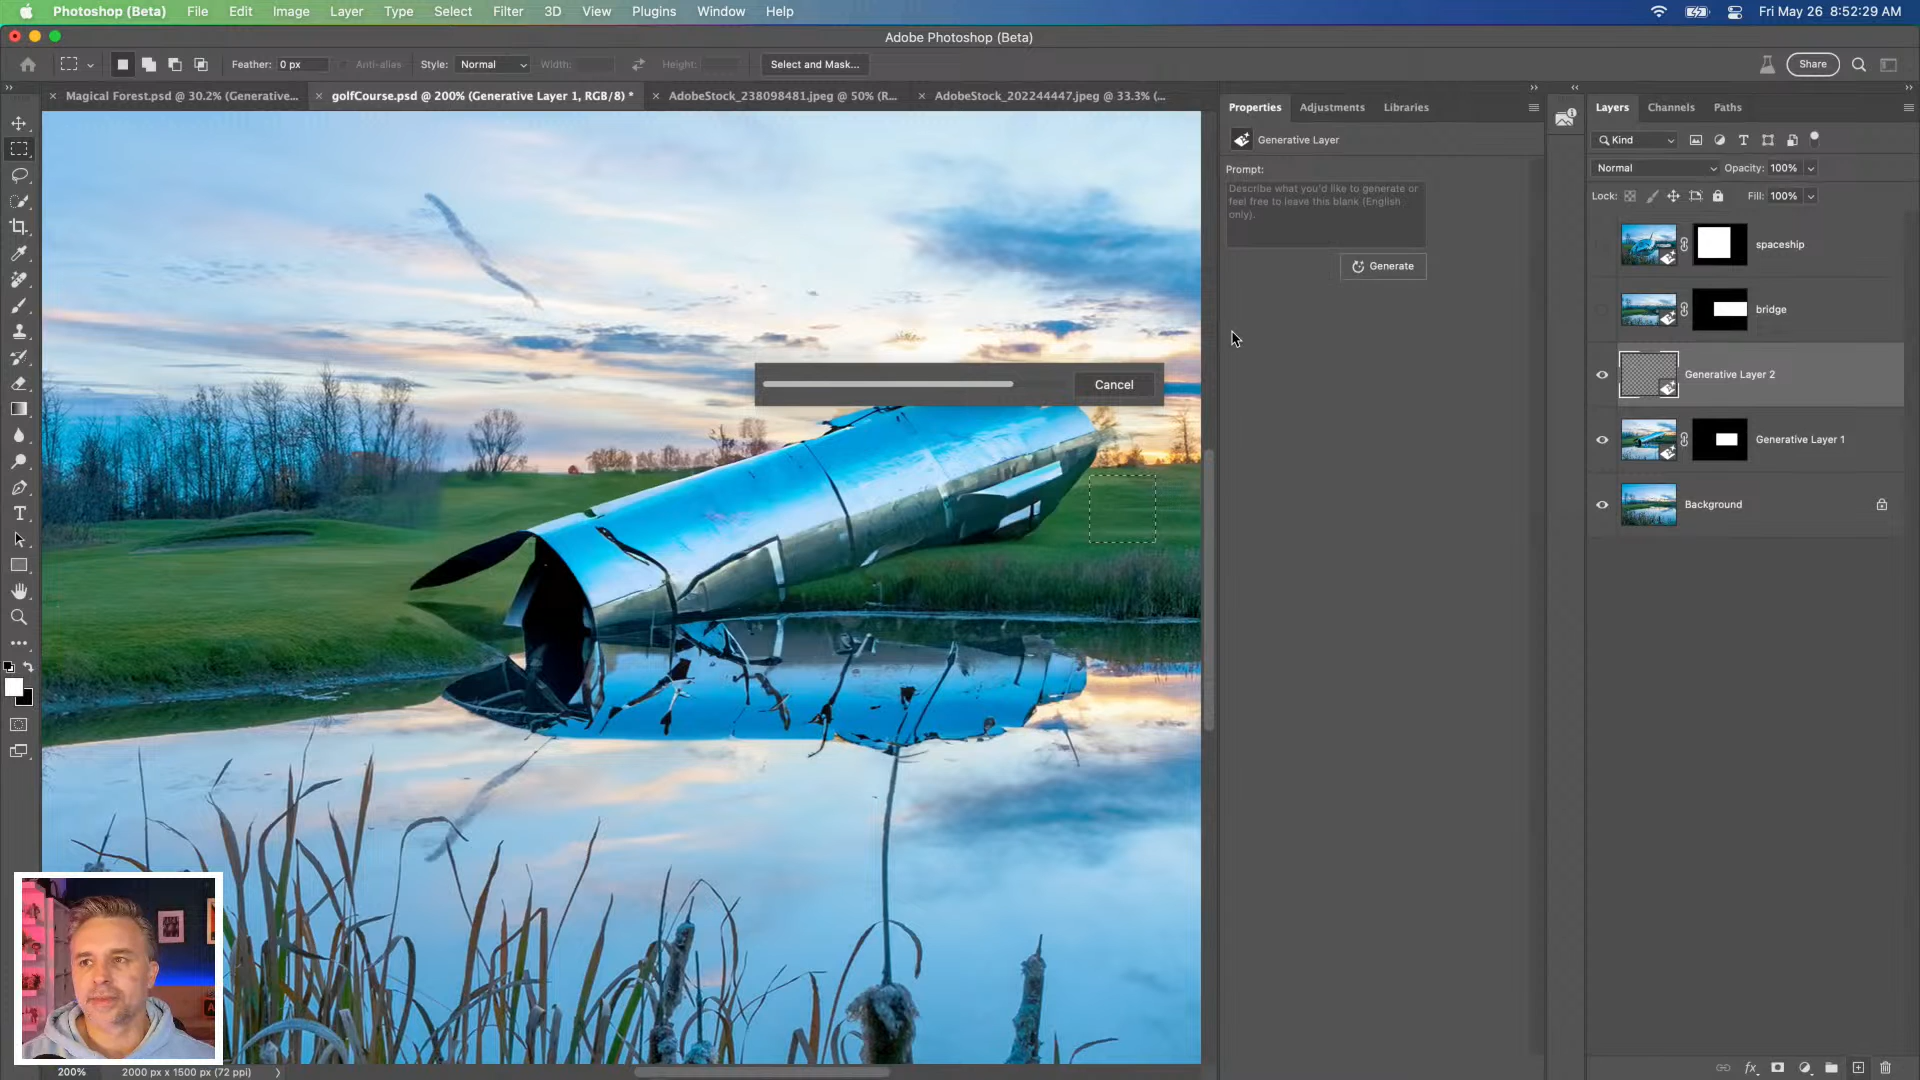 Photoshop (Beta) File Edit Image Layer Type Select Filter 3D View Plugins Window Help Fri May 26 8:52:29 AM
Adobe Photoshop (Beta)
Feather: 0 px Anti-alias Style: Normal Width: Height: Select and Mask... Share
Magical Forest.psd @ 30.2% (Generative... golfCourse.psd @ 200% (Generative Layer 1, RGB/8) * AdobeStock_238098481.jpeg @ 50% (R... AdobeStock_202244447.jpeg @ 33.3% (...
Properties Adjustments Libraries
Generative Layer
Prompt:
Describe what you'd like to generate or
feel free to leave this blank (English
only).
Generate
Cancel
Layers Channels Paths
Kind
Normal Opacity: 100%
Lock: Fill: 100%
spaceship
bridge
Generative Layer 2
Generative Layer 1
Background
200% 2000 px x 1500 px (72 ppi)